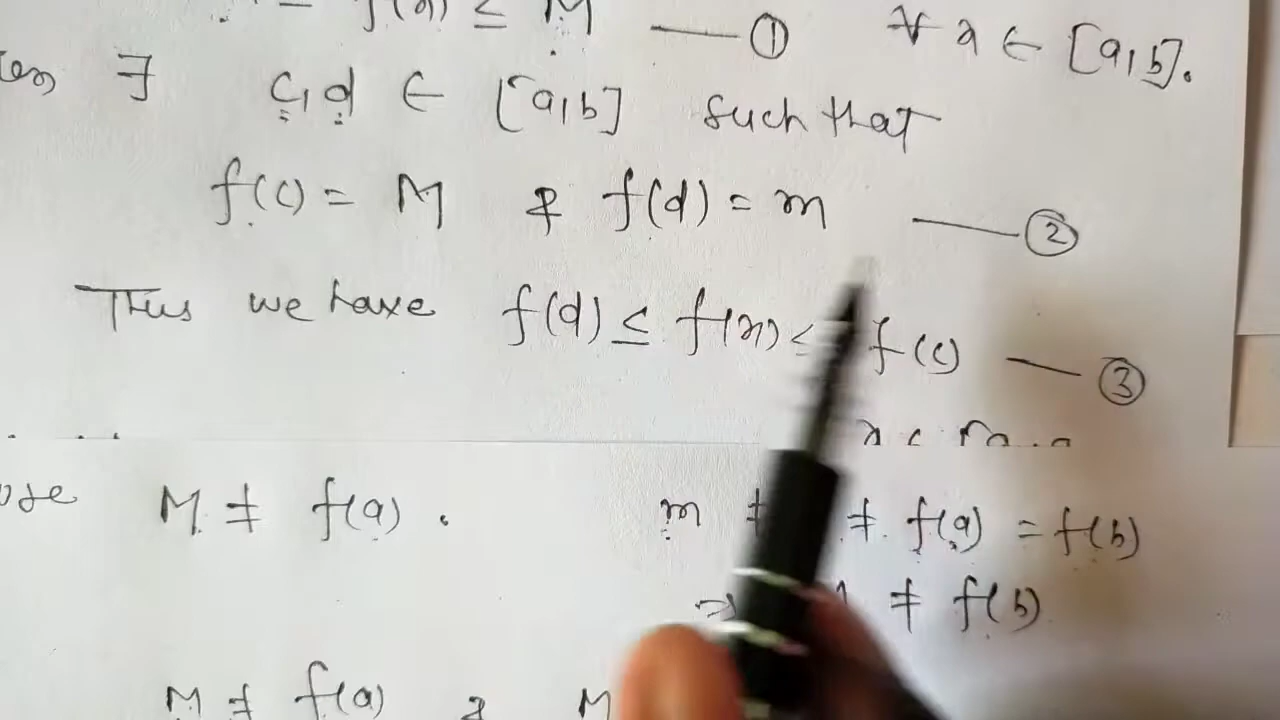 f(x) ≤ M —— ① ∀ x ∈ [a,b].
∃ c, d ∈ [a,b] such that
f(c) = M & f(d) = m —— ②
Thus we have f(d) ≤ f(x) ≤ f(c) —— ③
M ≠ f(a). m ≠ ≠ f(a) = f(b)
⇒ ≠ f(b)
M ≠ f(a) & M